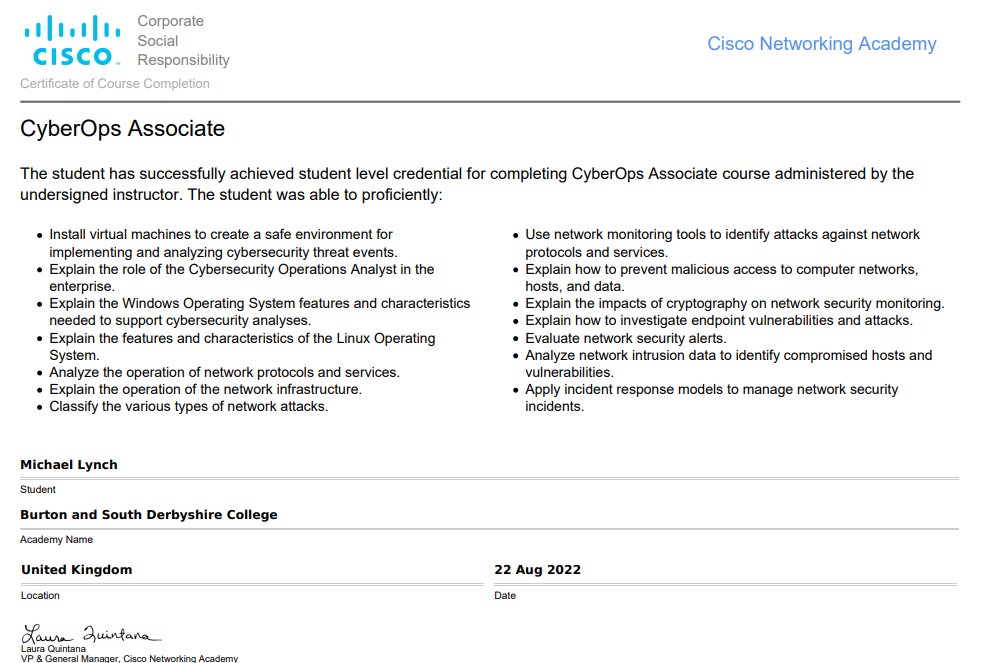 Corporate
Social
Responsibility
CISCO™
Cisco Networking Academy
Certificate of Course Completion
CyberOps Associate
The student has successfully achieved student level credential for completing CyberOps Associate course administered by the
undersigned instructor. The student was able to proficiently:
• Install virtual machines to create a safe environment for
implementing and analyzing cybersecurity threat events.
• Explain the role of the Cybersecurity Operations Analyst in the
enterprise.
• Explain the Windows Operating System features and characteristics
needed to support cybersecurity analyses.
• Explain the features and characteristics of the Linux Operating
System.
• Analyze the operation of network protocols and services.
• Explain the operation of the network infrastructure.
• Classify the various types of network attacks.
• Use network monitoring tools to identify attacks against network
protocols and services.
• Explain how to prevent malicious access to computer networks,
hosts, and data.
• Explain the impacts of cryptography on network security monitoring.
• Explain how to investigate endpoint vulnerabilities and attacks.
• Evaluate network security alerts.
• Analyze network intrusion data to identify compromised hosts and
vulnerabilities.
• Apply incident response models to manage network security
incidents.
Michael Lynch
Student
Burton and South Derbyshire College
Academy Name
United Kingdom
Location
22 Aug 2022
Date
Laura Quintana
Laura Quintana
VP & General Manager, Cisco Networking Academy